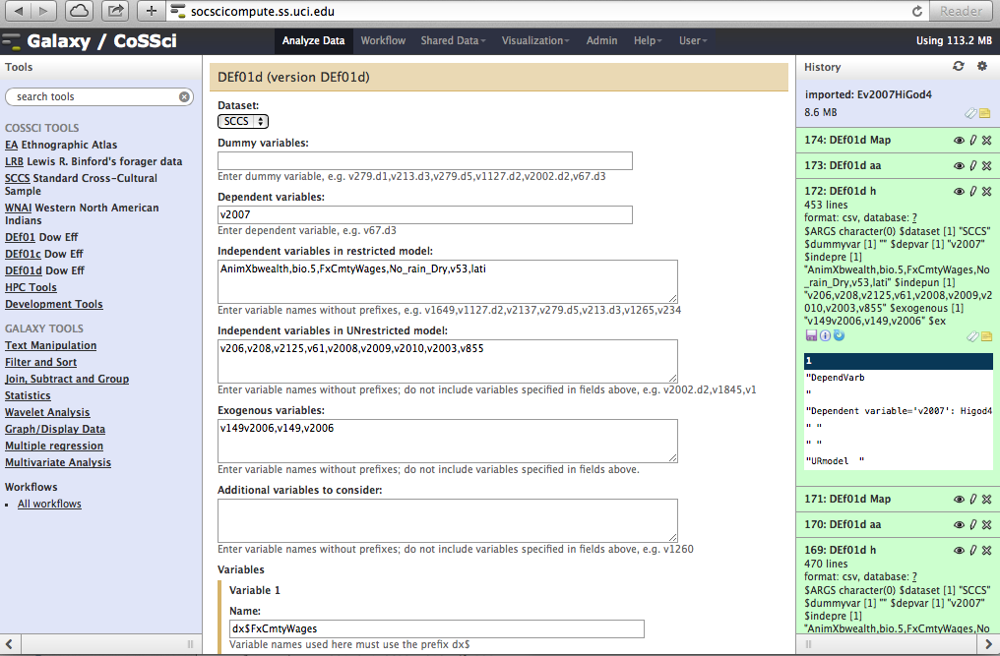 socscicompute.ss.uci.edu
Reader
Galaxy / CoSSci
Analyze Data Workflow Shared Data Visualization Admin Help User
Using 113.2 MB
Tools
search tools
COSSCI TOOLS
EA Ethnographic Atlas
LRB Lewis R. Binford's forager data
SCCS Standard Cross-Cultural
Sample
WNAI Western North American
Indians
DEf01 Dow Eff
DEf01c Dow Eff
DEf01d Dow Eff
HPC Tools
Development Tools
GALAXY TOOLS
Text Manipulation
Filter and Sort
Join, Subtract and Group
Statistics
Wavelet Analysis
Graph/Display Data
Multiple regression
Multivariate Analysis
Workflows
All workflows
DEf01d (version DEf01d)
Dataset:
SCCS
Dummy variables:
Enter dummy variable, e.g. v279.d1,v213.d3,v279.d5,v1127.d2,v2002.d2,v67.d3
Dependent variables:
v2007
Enter dependent variable, e.g. v67.d3
Independent variables in restricted model:
AnimXbwealth,bio.5,FxCmtyWages,No_rain_Dry,v53,lati
Enter variable names without prefixes, e.g. v1649,v1127.d2,v2137,v279.d5,v213.d3,v1265,v234
Independent variables in UNrestricted model:
v206,v208,v2125,v61,v2008,v2009,v2010,v2003,v855
Enter variable names without prefixes; do not include variables specified in fields above, e.g. v2002.d2,v1845,v1
Exogenous variables:
v149v2006,v149,v2006
Enter variable names without prefixes; do not include variables specified in fields above.
Additional variables to consider:
Enter variable names without prefixes; do not include variables specified in fields above, e.g. v1260
Variables
Variable 1
Name:
dx$FxCmtyWages
Variable names used here must use the prefix dx$
History
imported: Ev2007HiGod4
8.6 MB
174: DEf01d Map
173: DEf01d aa
172: DEf01d h
453 lines
format: csv, database: ?
$ARGS character(0) $dataset [1] "SCCS"
$dummyvar [1] "" $depvar [1] "v2007"
$indepre [1]
"AnimXbwealth,bio.5,FxCmtyWages,No
_rain_Dry,v53,lati" $indepun [1]
"v206,v208,v2125,v61,v2008,v2009,v2
010,v2003,v855" $exogenous [1]
"v149v2006,v149,v2006" $ex
1
"DependVarb
"
"Dependent variable='v2007': Higod4
" "
" "
"URmodel "
171: DEf01d Map
170: DEf01d aa
169: DEf01d h
470 lines
format: csv, database: ?
$ARGS character(0) $dataset [1] "SCCS"
$dummyvar [1] "" $depvar [1] "v2007"
$indepre [1]
"AnimXbwealth,bio.5,FxCmtyWages,No